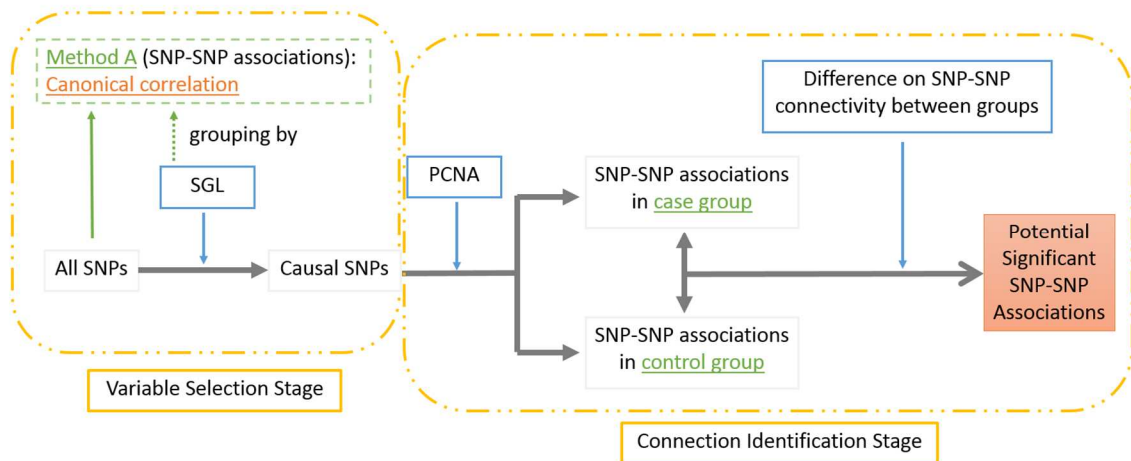 Method A (SNP-SNP associations):
Canonical correlation
grouping by
SGL
All SNPs
Causal SNPs
Variable Selection Stage
PCNA
SNP-SNP associations
in case group
SNP-SNP associations
in control group
Difference on SNP-SNP
connectivity between groups
Potential
Significant
SNP-SNP
Associations
Connection Identification Stage